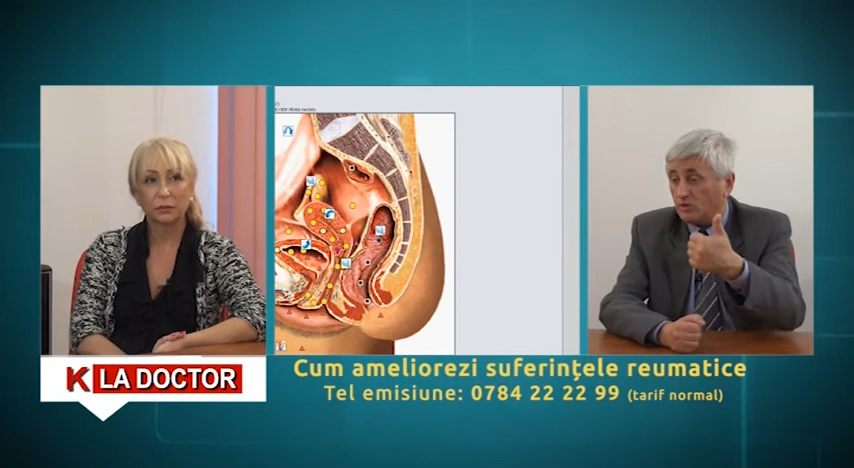 K LA DOCTOR
Cum ameliorezi suferințele reumatice
Tel emisiune: 0784 22 22 99 (tarif normal)